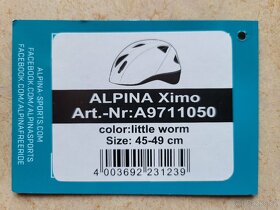 ALPINA-SPORTS.COM
FACEBOOK.COM/ALPINASPORTS
FACEBOOK.COM/ALPINAFREERIDE
ALPINA Ximo
Art.-Nr:A9711050
color:little worm
Size: 45-49 cm
4 003692 231239